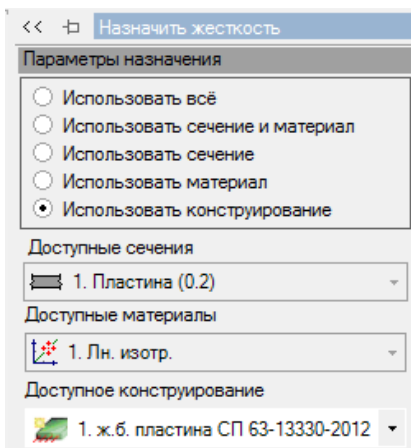 << Назначить жесткость
Параметры назначения
Использовать всё
Использовать сечение и материал
Использовать сечение
Использовать материал
Использовать конструирование
Доступные сечения
1. Пластина (0.2)
Доступные материалы
1. Лн. изотр.
Доступное конструирование
1. ж.б. пластина СП 63-13330-2012